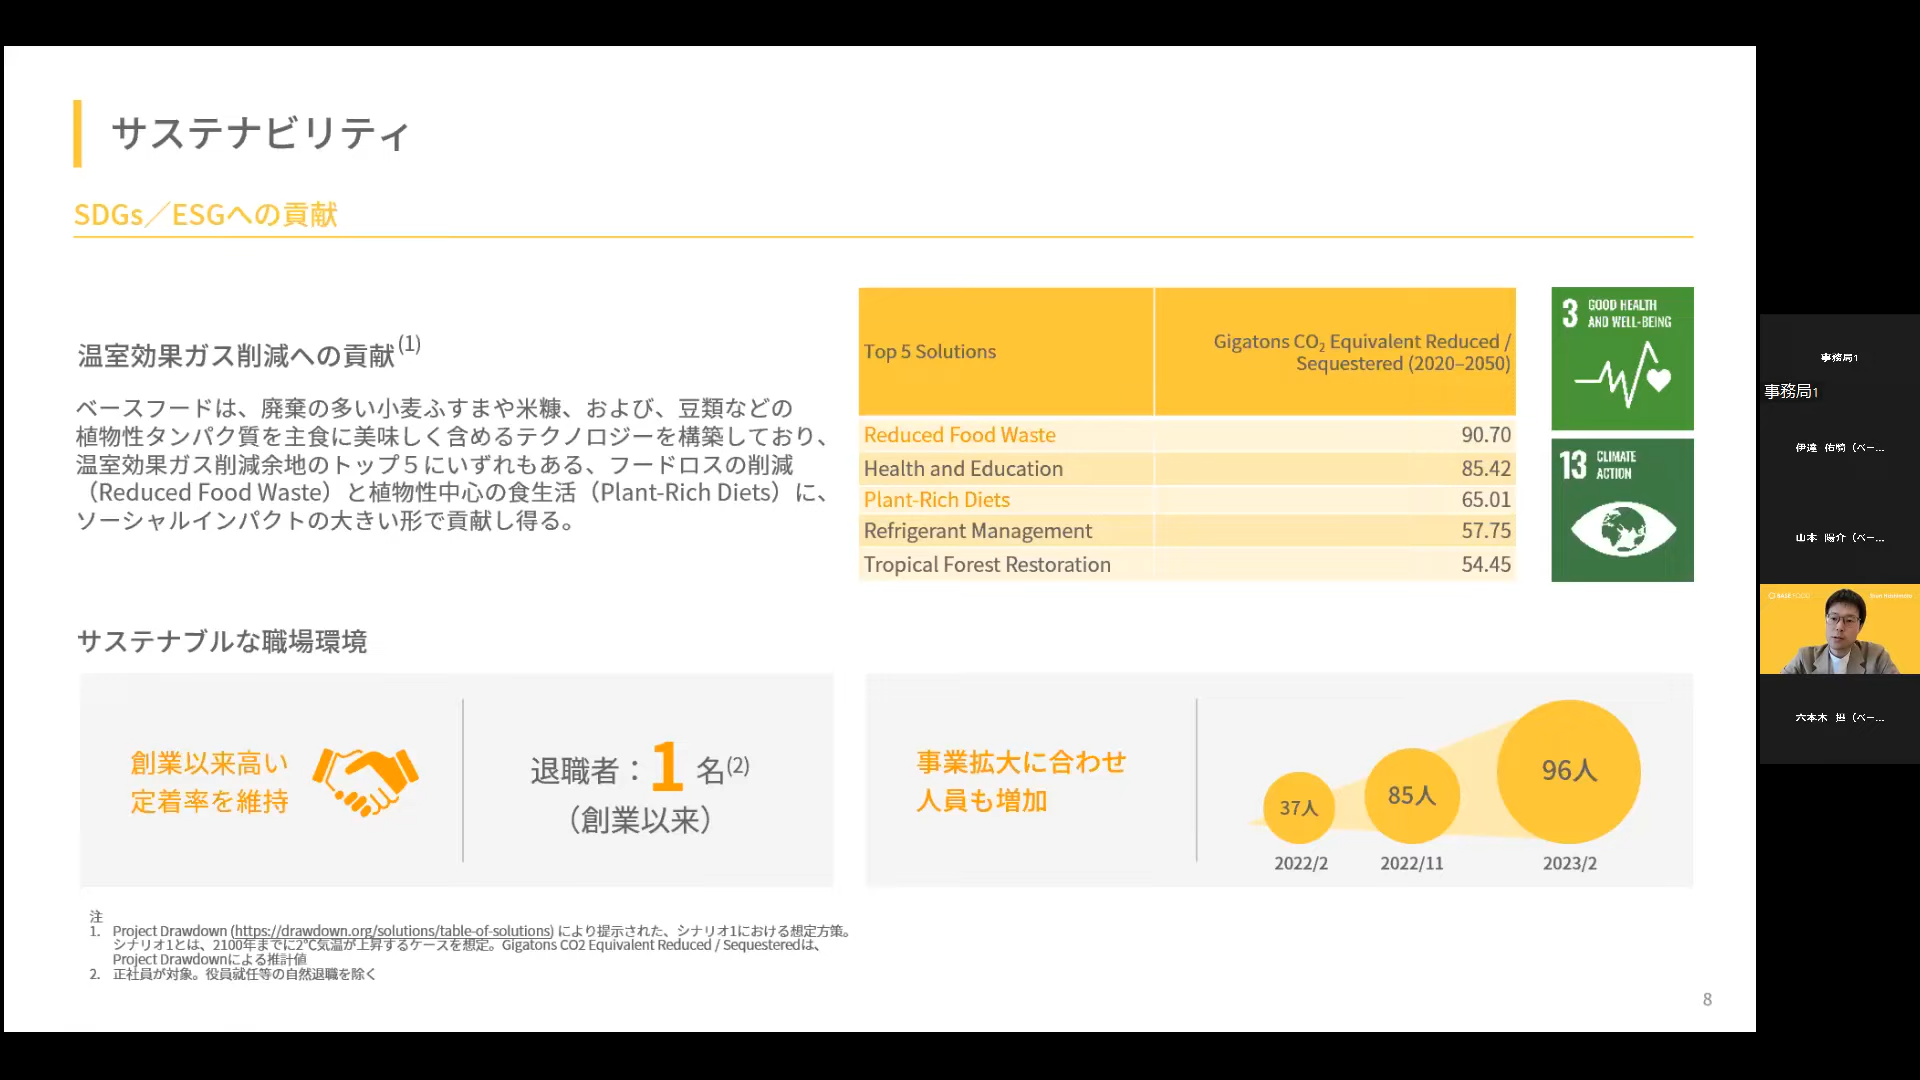 サステナビリティ
SDGs／ESGへの貢献
温室効果ガス削減への貢献(1)
ベースフードは、廃棄の多い小麦ふすまや米糠、および、豆類などの
植物性タンパク質を主食に美味しく含めるテクノロジーを構築しており、
温室効果ガス削減余地のトップ５にいずれもある、フードロスの削減
（Reduced Food Waste）と植物性中心の食生活（Plant-Rich Diets）に、
ソーシャルインパクトの大きい形で貢献し得る。
Top 5 Solutions
Gigatons CO2 Equivalent Reduced /
Sequestered (2020–2050)
Reduced Food Waste 90.70
Health and Education 85.42
Plant-Rich Diets 65.01
Refrigerant Management 57.75
Tropical Forest Restoration 54.45
3 GOOD HEALTH
AND WELL-BEING
13 CLIMATE
ACTION
サステナブルな職場環境
創業以来高い
定着率を維持
退職者：1 名(2)
（創業以来）
事業拡大に合わせ
人員も増加
37人
85人
96人
2022/2
2022/11
2023/2
注
1. Project Drawdown (https://drawdown.org/solutions/table-of-solutions) により提示された、シナリオ1における想定方策。
シナリオ1とは、2100年までに2℃気温が上昇するケースを想定。Gigatons CO2 Equivalent Reduced / Sequesteredは、
Project Drawdownによる推計値
2. 正社員が対象。役員就任等の自然退職を除く
8
事務局1
事務局1
伊達 佑騎（ベー...
山本 陽介（ベー...
BASE FOOD
六本木 （ベー...